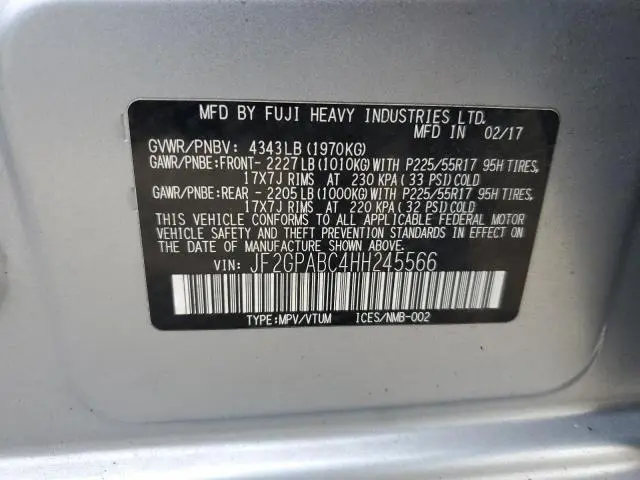 MFD BY FUJI HEAVY INDUSTRIES LTD.
MFD IN 02/17
GVWR/PNBV: 4343LB (1970KG)
GAWR/PNBE:FRONT- 2227LB(1010KG)WITH P225/55R17 95H TIRES,
17X7J RIMS AT 230 KPA( 33 PSI)COLD
GAWR/PNBE:REAR - 2205LB(1000KG)WITH P225/55R17 95H TIRES,
17X7J RIMS AT 220 KPA( 32 PSI)COLD
THIS VEHICLE CONFORMS TO ALL APPLICABLE FEDERAL MOTOR
VEHICLE SAFETY AND THEFT PREVENTION STANDARDS IN EFFECT
ON THE DATE OF MANUFACTURE SHOWN ABOVE.
VIN: JF2GPABC4HH245566
TYPE:MPV/VTUM ICES/NMB-002